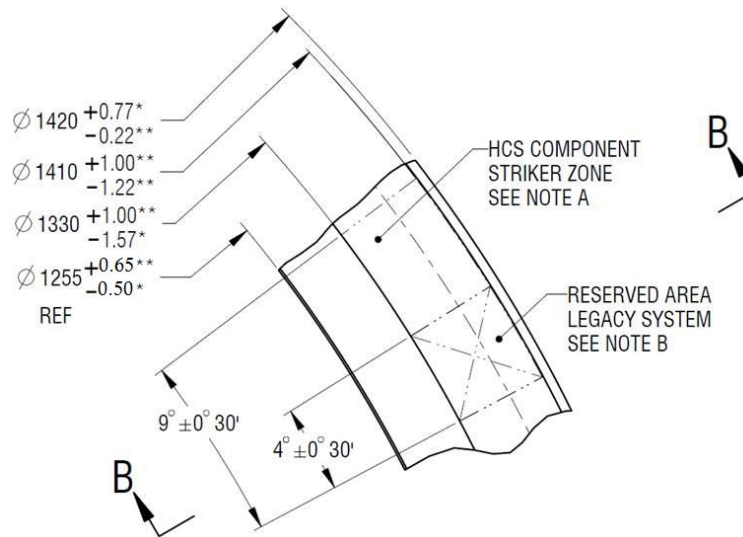 ⌀ 1420 +0.77*
-0.22**
⌀ 1410 +1.00**
-1.22**
⌀ 1330 +1.00**
-1.57*
⌀ 1255 +0.65**
-0.50*
REF
HCS COMPONENT
STRIKER ZONE
SEE NOTE A
B
RESERVED AREA
LEGACY SYSTEM
SEE NOTE B
9° ±0° 30'
4° ±0° 30'
B